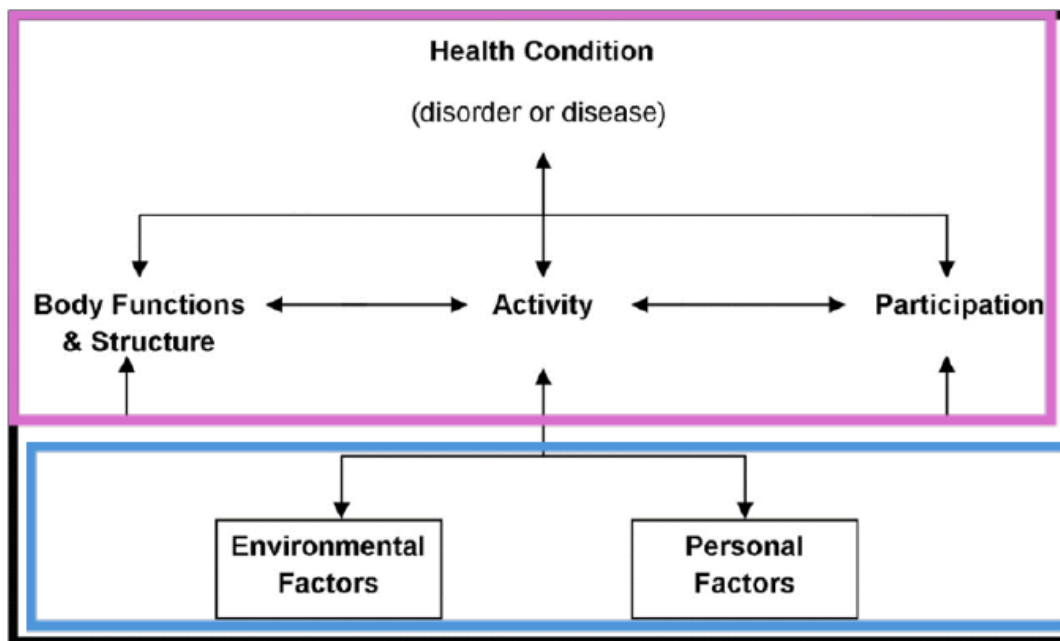 Health Condition
(disorder or disease)
Body Functions
& Structure
Activity
Participation
Environmental
Factors
Personal
Factors